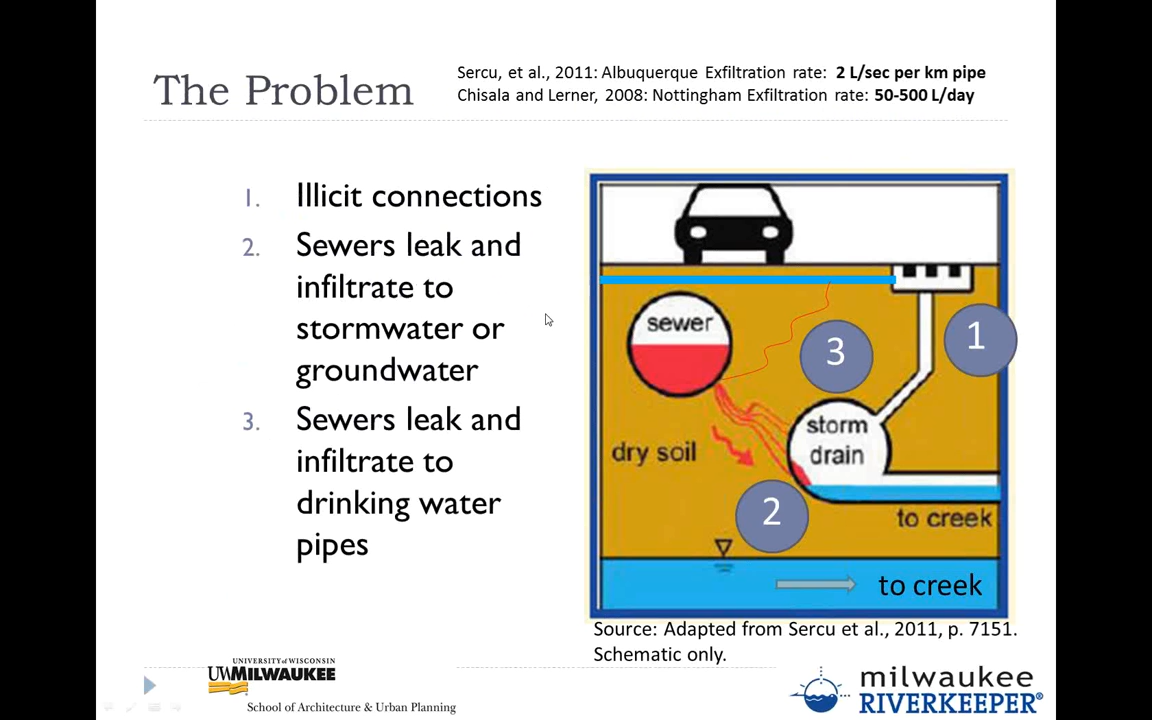 The Problem
Sercu, et al., 2011: Albuquerque Exfiltration rate: 2 L/sec per km pipe
Chisala and Lerner, 2008: Nottingham Exfiltration rate: 50-500 L/day
1. Illicit connections
2. Sewers leak and
infiltrate to
stormwater or
groundwater
3. Sewers leak and
infiltrate to
drinking water
pipes
sewer
3
1
storm
drain
dry soil
2
to creek
to creek
Source: Adapted from Sercu et al., 2011, p. 7151.
Schematic only.
UNIVERSITY of WISCONSIN
UWMILWAUKEE
School of Architecture & Urban Planning
milwaukee
RIVERKEEPER®